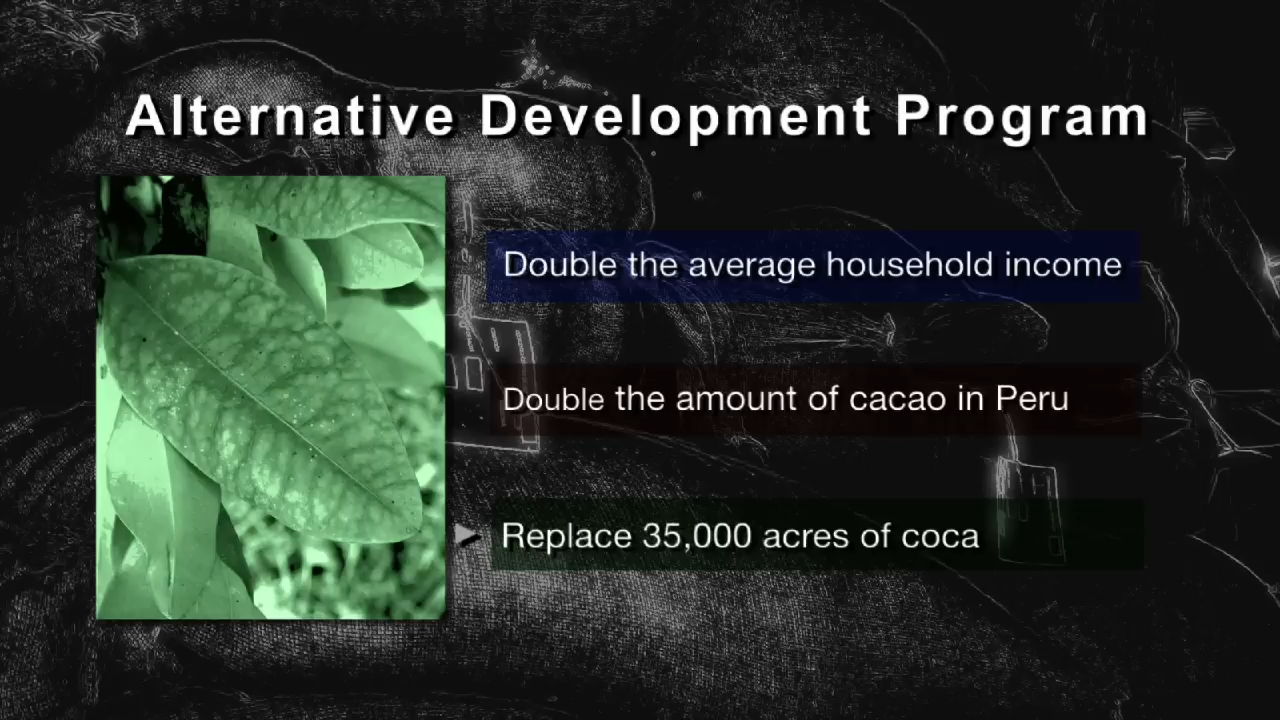 Alternative Development Program
Double the average household income
Double the amount of cacao in Peru
Replace 35,000 acres of coca